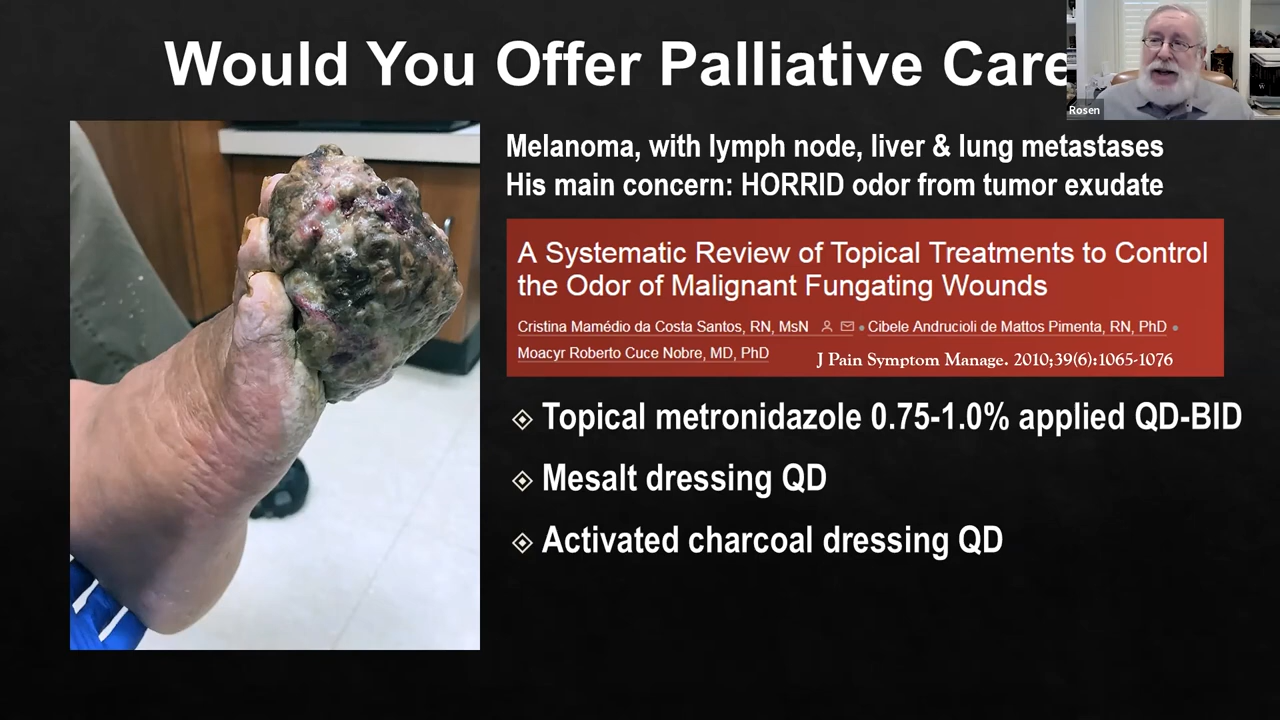 Would You Offer Palliative Care
Rosen
Melanoma, with lymph node, liver & lung metastases
His main concern: HORRID odor from tumor exudate
A Systematic Review of Topical Treatments to Control
the Odor of Malignant Fungating Wounds
Cristina Mamédio da Costa Santos, RN, MsN • Cibele Andrucioli de Mattos Pimenta, RN, PhD •
Moacyr Roberto Cuce Nobre, MD, PhD
J Pain Symptom Manage. 2010;39(6):1065-1076
Topical metronidazole 0.75-1.0% applied QD-BID
Mesalt dressing QD
Activated charcoal dressing QD